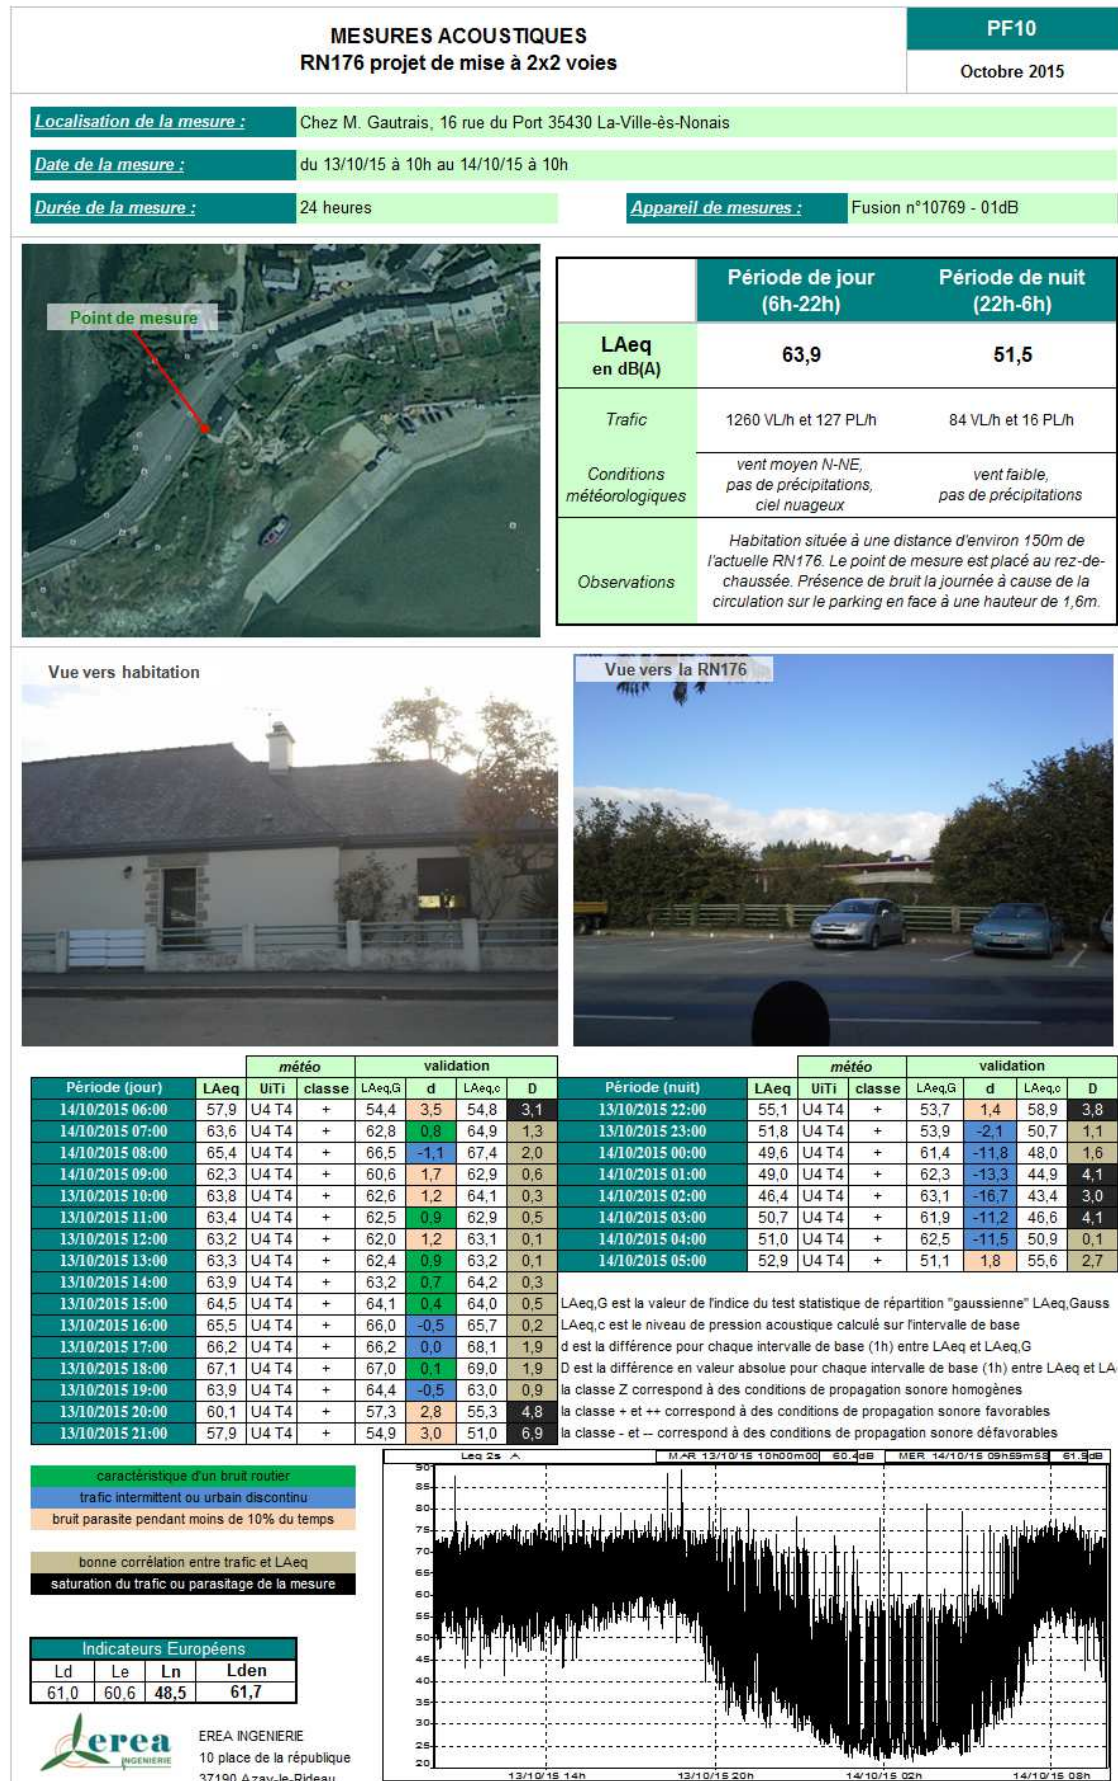 MESURES ACOUSTIQUES
RN176 projet de mise à 2x2 voies
PF10
Octobre 2015
Localisation de la mesure : Chez M. Gautrais, 16 rue du Port 35430 La-Ville-ès-Nonais
Date de la mesure : du 13/10/15 à 10h au 14/10/15 à 10h
Durée de la mesure : 24 heures
Appareil de mesures : Fusion n°10769 - 01dB
Point de mesure
Période de jour (6h-22h) Période de nuit (22h-6h)
LAeq en dB(A) 63,9 51,5
Trafic 1260 VL/h et 127 PL/h 84 VL/h et 16 PL/h
Conditions météorologiques
vent moyen N-NE, pas de précipitations, ciel nuageux
vent faible, pas de précipitations
Observations
Habitation située à une distance d'environ 150m de
l'actuelle RN176. Le point de mesure est placé au rez-de-
chaussée. Présence de bruit la journée à cause de la
circulation sur le parking en face à une hauteur de 1,6m.
Vue vers habitation
Vue vers la RN176
météo validation
Période (jour) LAeq UiTi classe LAeq,G d LAeq,c D
14/10/2015 06:00 57,9 U4 T4 + 54,4 3,5 54,8 3,1
14/10/2015 07:00 63,6 U4 T4 + 62,8 0,8 64,9 1,3
14/10/2015 08:00 65,4 U4 T4 + 66,5 -1,1 67,4 2,0
14/10/2015 09:00 62,3 U4 T4 + 60,6 1,7 62,9 0,6
13/10/2015 10:00 63,8 U4 T4 + 62,6 1,2 64,1 0,3
13/10/2015 11:00 63,4 U4 T4 + 62,5 0,9 62,9 0,5
13/10/2015 12:00 63,2 U4 T4 + 62,0 1,2 63,1 0,1
13/10/2015 13:00 63,3 U4 T4 + 62,4 0,9 63,2 0,1
13/10/2015 14:00 63,9 U4 T4 + 63,2 0,7 64,2 0,3
13/10/2015 15:00 64,5 U4 T4 + 64,1 0,4 64,0 0,5
13/10/2015 16:00 65,5 U4 T4 + 66,0 -0,5 65,7 0,2
13/10/2015 17:00 66,2 U4 T4 + 66,2 0,0 68,1 1,9
13/10/2015 18:00 67,1 U4 T4 + 67,0 0,1 69,0 1,9
13/10/2015 19:00 63,9 U4 T4 + 64,4 -0,5 63,0 0,9
13/10/2015 20:00 60,1 U4 T4 + 57,3 2,8 55,3 4,8
13/10/2015 21:00 57,9 U4 T4 + 54,9 3,0 51,0 6,9
météo validation
Période (nuit) LAeq UiTi classe LAeq,G d LAeq,c D
13/10/2015 22:00 55,1 U4 T4 + 53,7 1,4 58,9 3,8
13/10/2015 23:00 51,8 U4 T4 + 53,9 -2,1 50,7 1,1
14/10/2015 00:00 49,6 U4 T4 + 61,4 -11,8 48,0 1,6
14/10/2015 01:00 49,0 U4 T4 + 62,3 -13,3 44,9 4,1
14/10/2015 02:00 46,4 U4 T4 + 63,1 -16,7 43,4 3,0
14/10/2015 03:00 50,7 U4 T4 + 61,9 -11,2 46,6 4,1
14/10/2015 04:00 51,0 U4 T4 + 62,5 -11,5 50,9 0,1
14/10/2015 05:00 52,9 U4 T4 + 51,1 1,8 55,6 2,7
LAeq,G est la valeur de l'indice du test statistique de répartition "gaussienne" LAeq,Gauss
LAeq,c est le niveau de pression acoustique calculé sur l'intervalle de base
d est la différence pour chaque intervalle de base (1h) entre LAeq et LAeq,G
D est la différence en valeur absolue pour chaque intervalle de base (1h) entre LAeq et LA
la classe Z correspond à des conditions de propagation sonore homogènes
la classe + et ++ correspond à des conditions de propagation sonore favorables
la classe - et -- correspond à des conditions de propagation sonore défavorables
caractéristique d'un bruit routier
trafic intermittent ou urbain discontinu
bruit parasite pendant moins de 10% du temps
bonne corrélation entre trafic et LAeq
saturation du trafic ou parasitage de la mesure
Indicateurs Européens
Ld Le Ln Lden
61,0 60,6 48,5 61,7
erea
INGENIERIE
EREA INGENIERIE
10 place de la république
37190 Azay-le-Rideau
Leq 2s A MAR 13/10/15 10h00m00 60.4dB MER 14/10/15 09h59m58 61.9dB
90
85
80
75
70
65
60
55
50
45
40
35
30
25
20
13/10/15 14h 13/10/15 20h 14/10/15 02h 14/10/15 08h